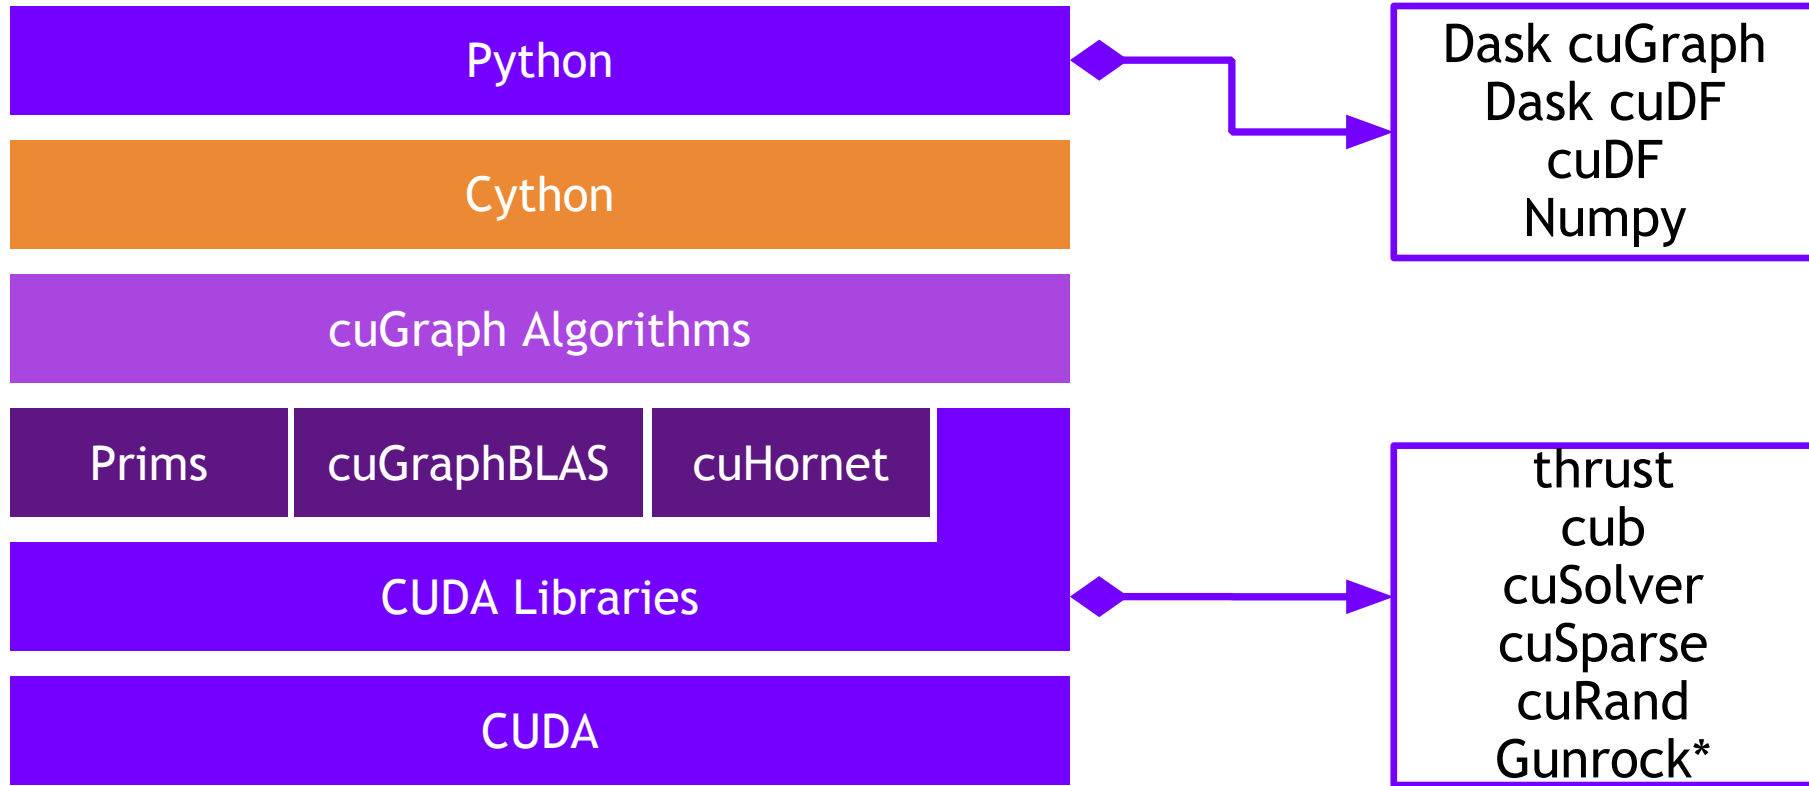 Python
Cython
cuGraph Algorithms
Prims
cuGraphBLAS
cuHornet
CUDA Libraries
CUDA
Dask cuGraph
Dask cuDF
cuDF
Numpy
thrust
cub
cuSolver
cuSparse
cuRand
Gunrock*